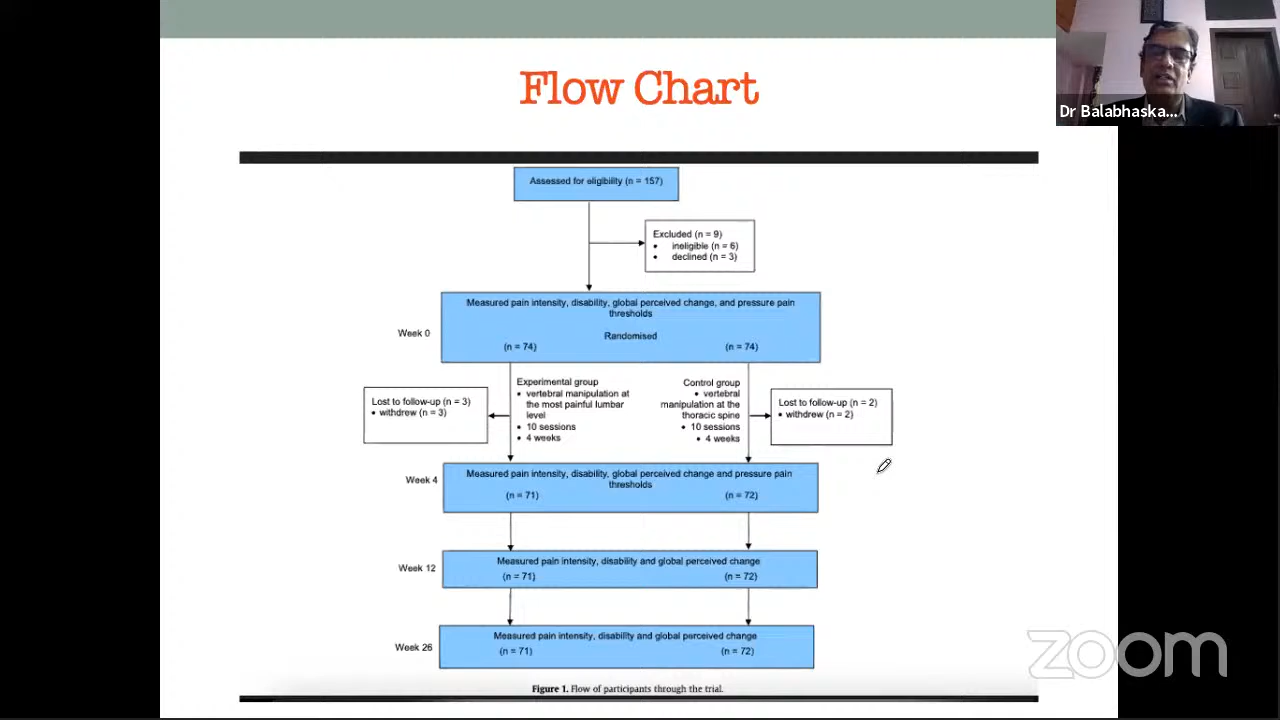 Flow Chart
Dr Balabhaska...
Assessed for eligibility (n = 157)
Excluded (n = 9)
• ineligible (n = 6)
• declined (n = 3)
Week 0
Measured pain intensity, disability, global perceived change, and pressure pain
thresholds
Randomised
(n = 74) (n = 74)
Lost to follow-up (n = 3)
• withdrew (n = 3)
Experimental group
• vertebral manipulation at
the most painful lumbar
level
• 10 sessions
• 4 weeks
Control group
• vertebral
manipulation at the
thoracic spine
• 10 sessions
• 4 weeks
Lost to follow-up (n = 2)
• withdrew (n = 2)
Week 4
Measured pain intensity, disability, global perceived change and pressure pain
thresholds
(n = 71) (n = 72)
Week 12
Measured pain intensity, disability and global perceived change
(n = 71) (n = 72)
Week 26
Measured pain intensity, disability and global perceived change
(n = 71) (n = 72)
Figure 1. Flow of participants through the trial.
zoom